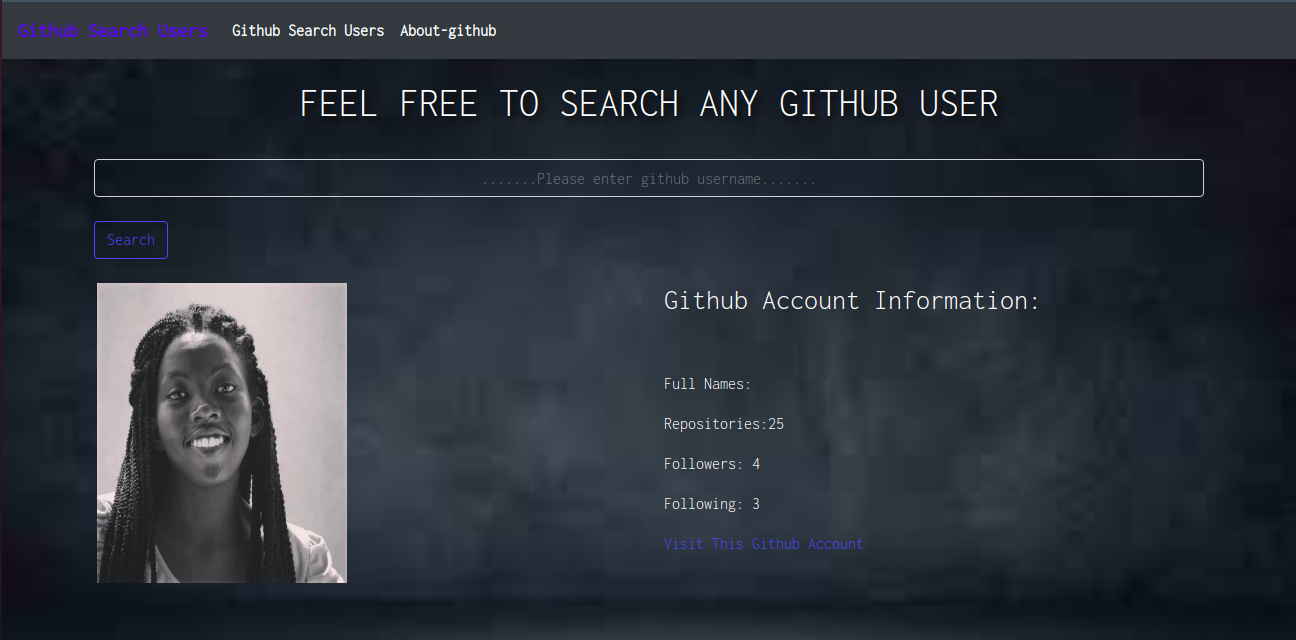 Github Search Users Github Search Users About-github
FEEL FREE TO SEARCH ANY GITHUB USER
.......Please enter github username.......
Search
Github Account Information:
Full Names:
Repositories:25
Followers: 4
Following: 3
Visit This Github Account